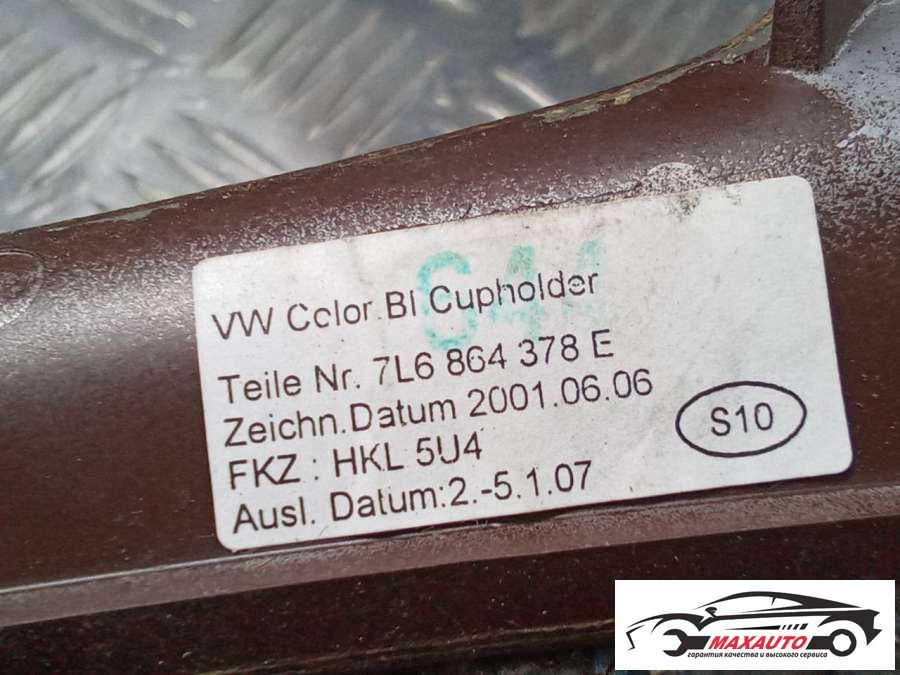 VW Color BI Cupholder
Teile Nr. 7L6 864 378 E
Zeichn.Datum 2001.06.06
FKZ : HKL 5U4
Ausl. Datum:2.-5.1.07
S10
MAXAUTO
гарантия качества и высокого сервиса